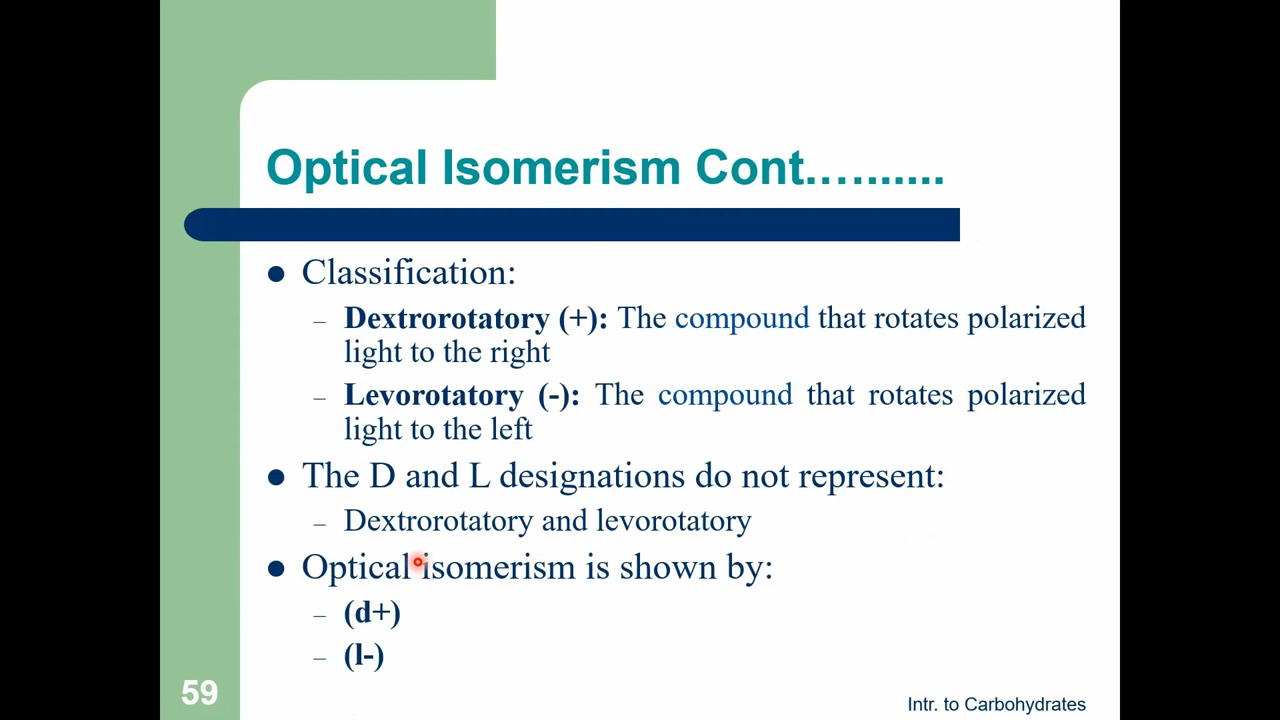 Optical Isomerism Cont.…......
● Classification:
– Dextrorotatory (+): The compound that rotates polarized
light to the right
– Levorotatory (-): The compound that rotates polarized
light to the left
● The D and L designations do not represent:
– Dextrorotatory and levorotatory
● Optical isomerism is shown by:
– (d+)
– (l-)
59
Intr. to Carbohydrates